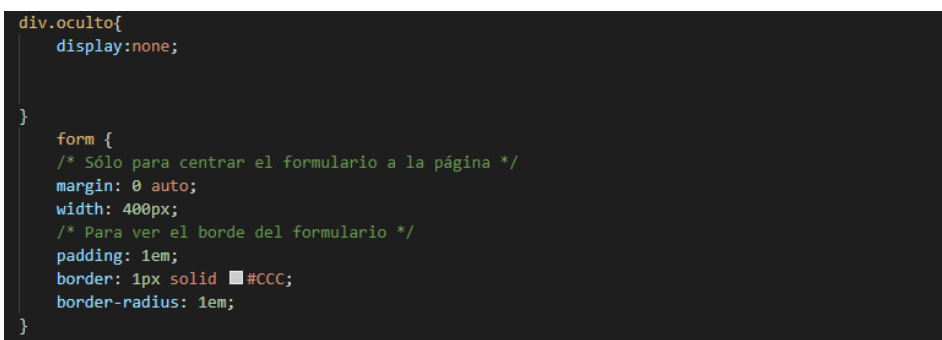 div.oculto{
display:none;
}
form {
/* Sólo para centrar el formulario a la página */
margin: 0 auto;
width: 400px;
/* Para ver el borde del formulario */
padding: 1em;
border: 1px solid #CCC;
border-radius: 1em;
}